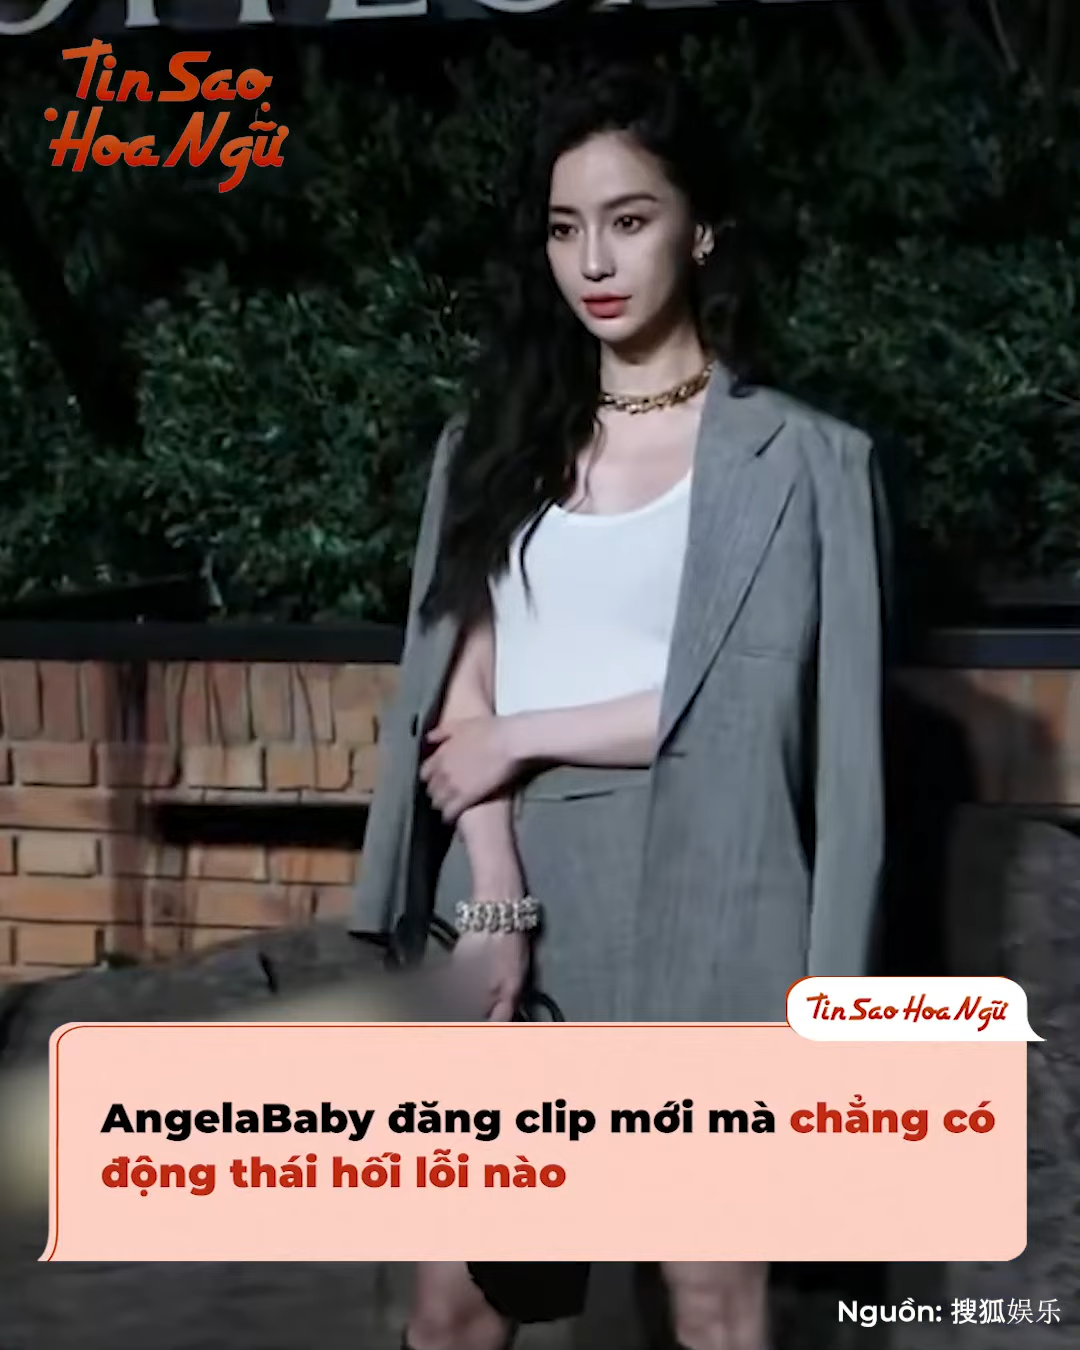 Tin Sao
Hoa Ngữ
Tin Sao Hoa Ngữ
AngelaBaby đăng clip mới mà chẳng có
động thái hối lỗi nào
Nguồn: 搜狐娱乐